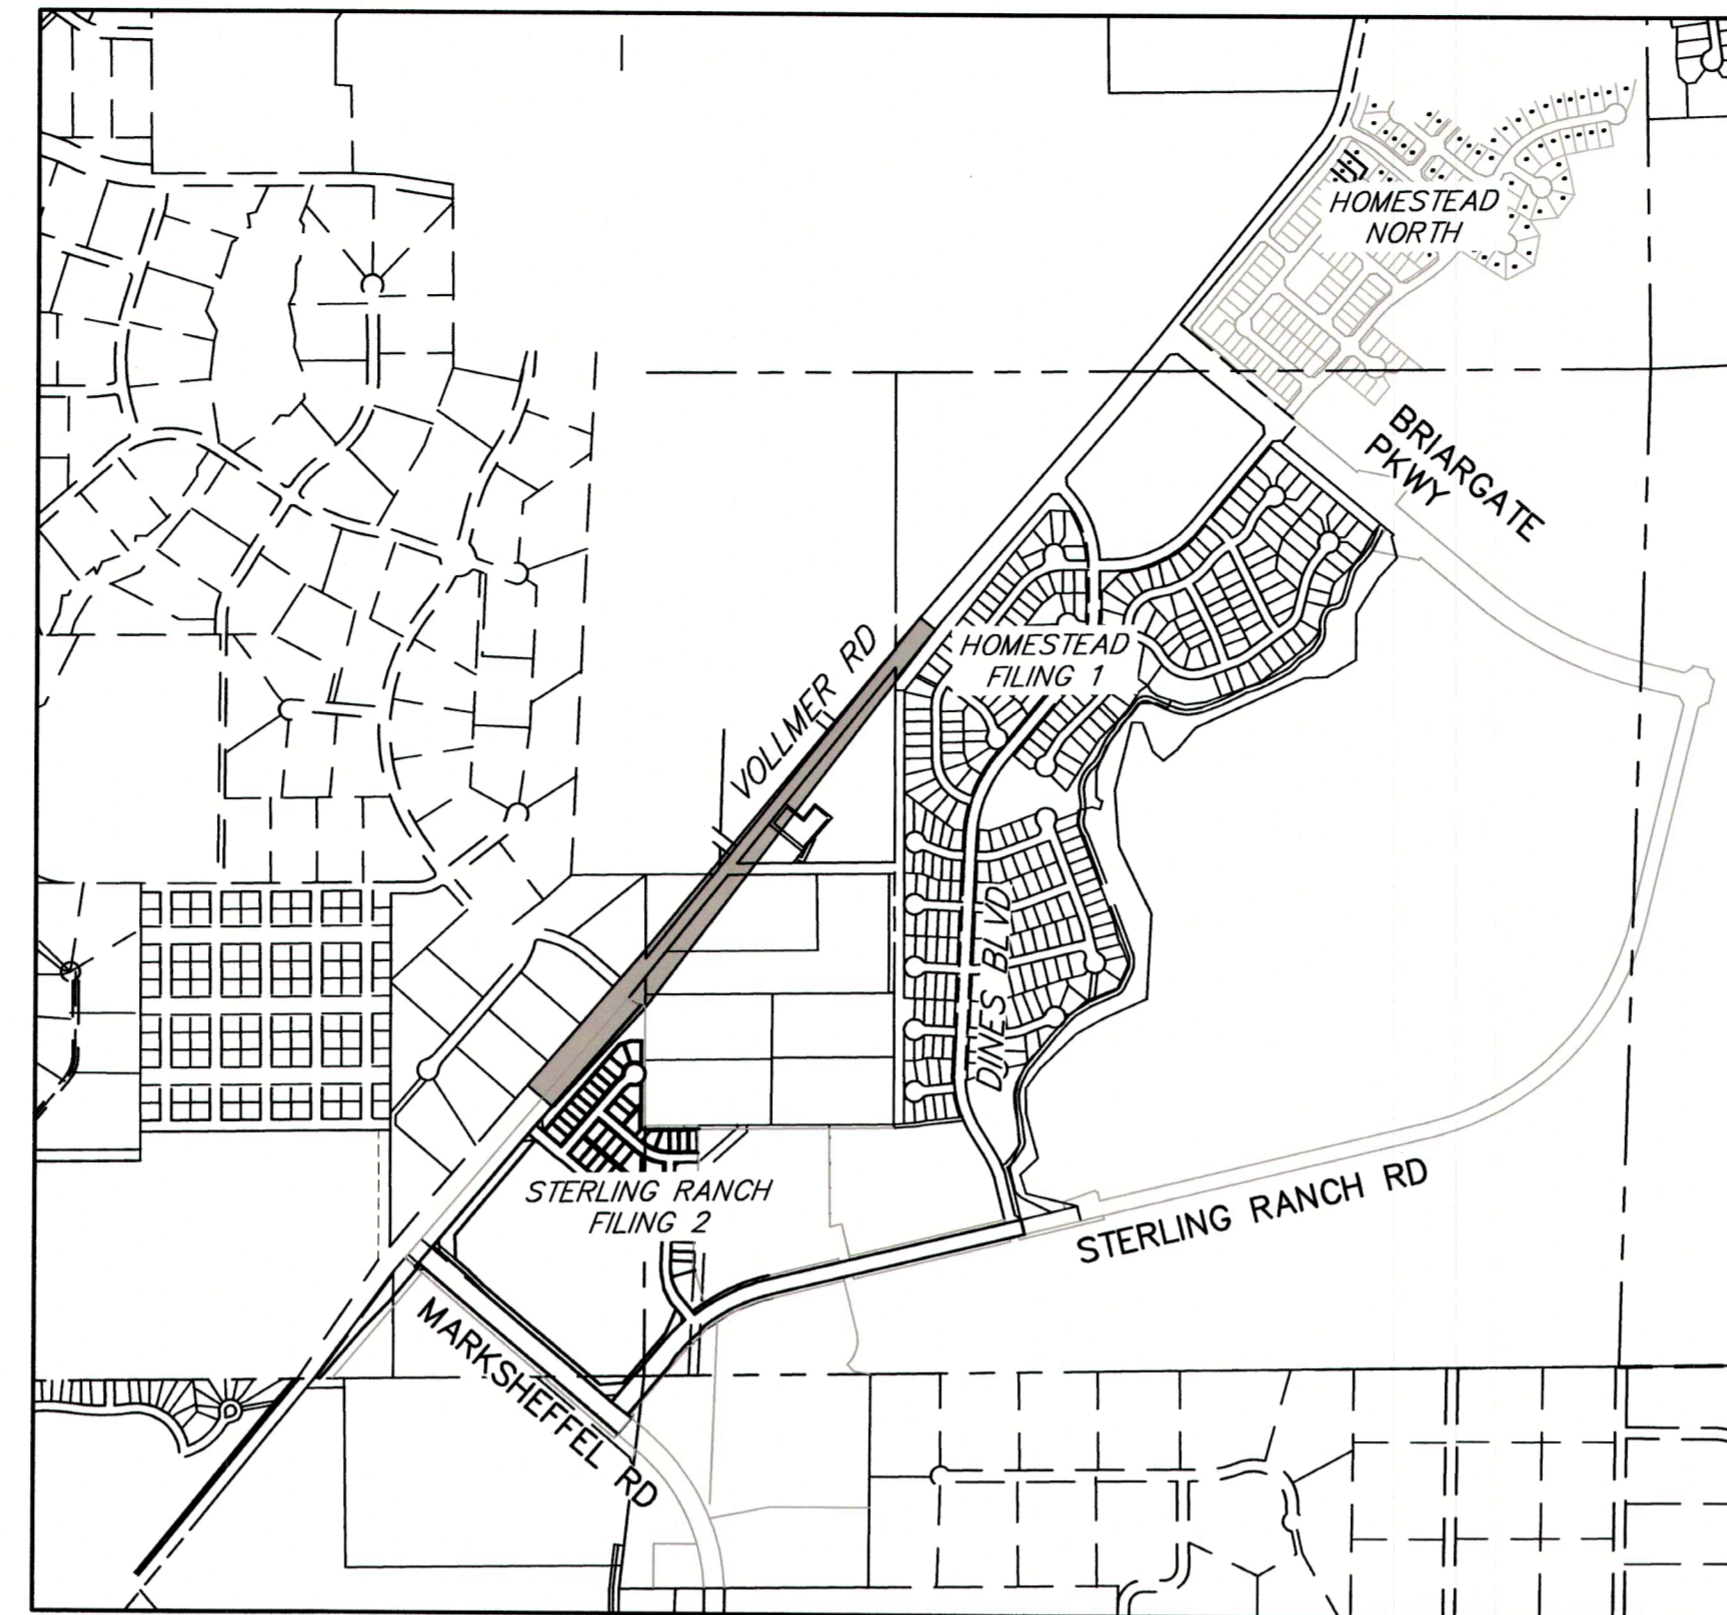 HOMESTEAD
NORTH
BRIARGATE
PKWY
VOLLMER RD
HOMESTEAD
FILING 1
DINES BLVD
STERLING RANCH
FILING 2
STERLING RANCH RD
MARKSHEFFEL RD